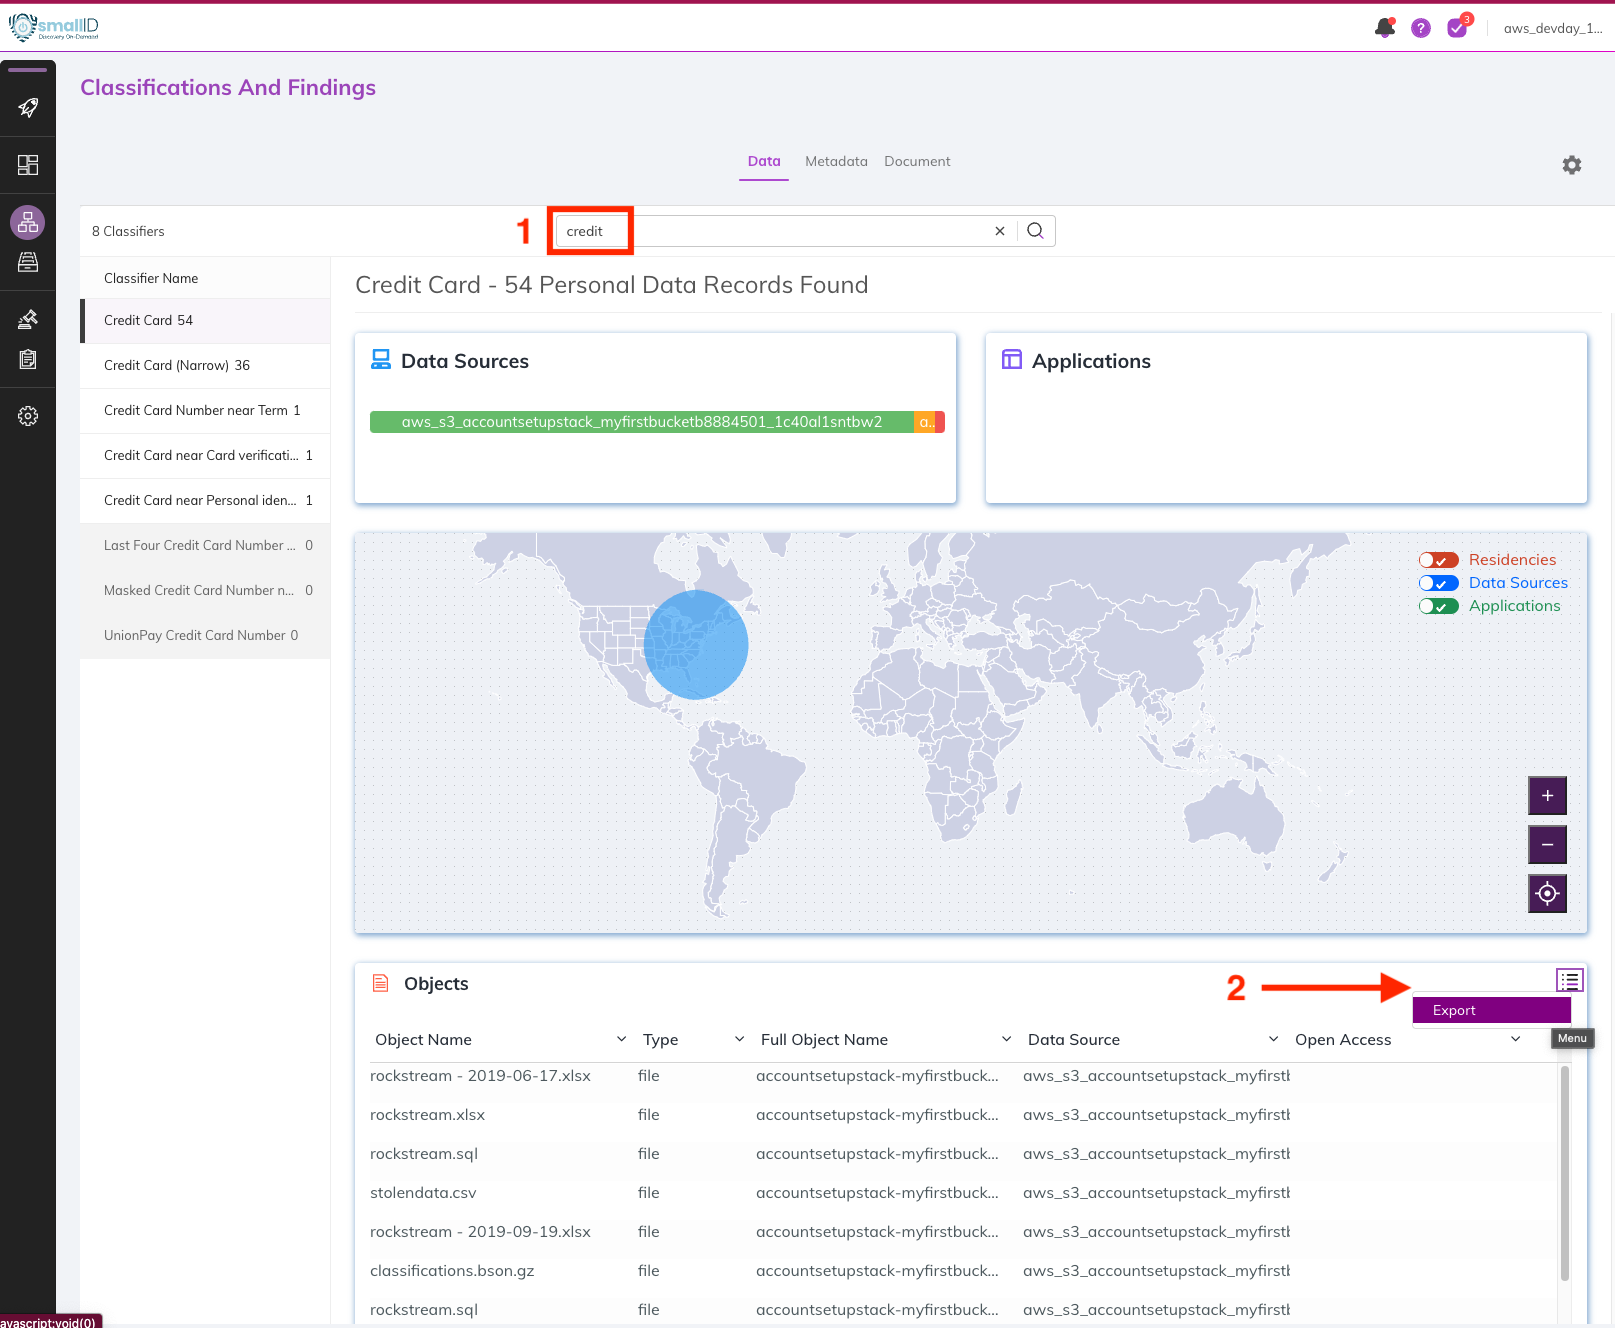 smallID
Discovery On-Demand
?
3
aws_devday_1...
Classifications And Findings
Data
Metadata
Document
8 Classifiers
1
credit
Classifier Name
Credit Card 54
Credit Card (Narrow) 36
Credit Card Number near Term 1
Credit Card near Card verificati... 1
Credit Card near Personal iden... 1
Last Four Credit Card Number ... 0
Masked Credit Card Number n... 0
UnionPay Credit Card Number 0
Credit Card - 54 Personal Data Records Found
Data Sources
aws_s3_accountsetupstack_myfirstbucketb8884501_1c40al1sntbw2
a..
Applications
Residencies
Data Sources
Applications
+
−
Objects
2
Export
Menu
Object Name Type Full Object Name Data Source Open Access
rockstream - 2019-06-17.xlsx file accountsetupstack-myfirstbuck... aws_s3_accountsetupstack_myfirstb
rockstream.xlsx file accountsetupstack-myfirstbuck... aws_s3_accountsetupstack_myfirstb
rockstream.sql file accountsetupstack-myfirstbuck... aws_s3_accountsetupstack_myfirstb
stolendata.csv file accountsetupstack-myfirstbuck... aws_s3_accountsetupstack_myfirstb
rockstream - 2019-09-19.xlsx file accountsetupstack-myfirstbuck... aws_s3_accountsetupstack_myfirstb
classifications.bson.gz file accountsetupstack-myfirstbuck... aws_s3_accountsetupstack_myfirstb
rockstream.sql file accountsetupstack-myfirstbuck... aws_s3_accountsetupstack_myfirstb
avascript:void(0)